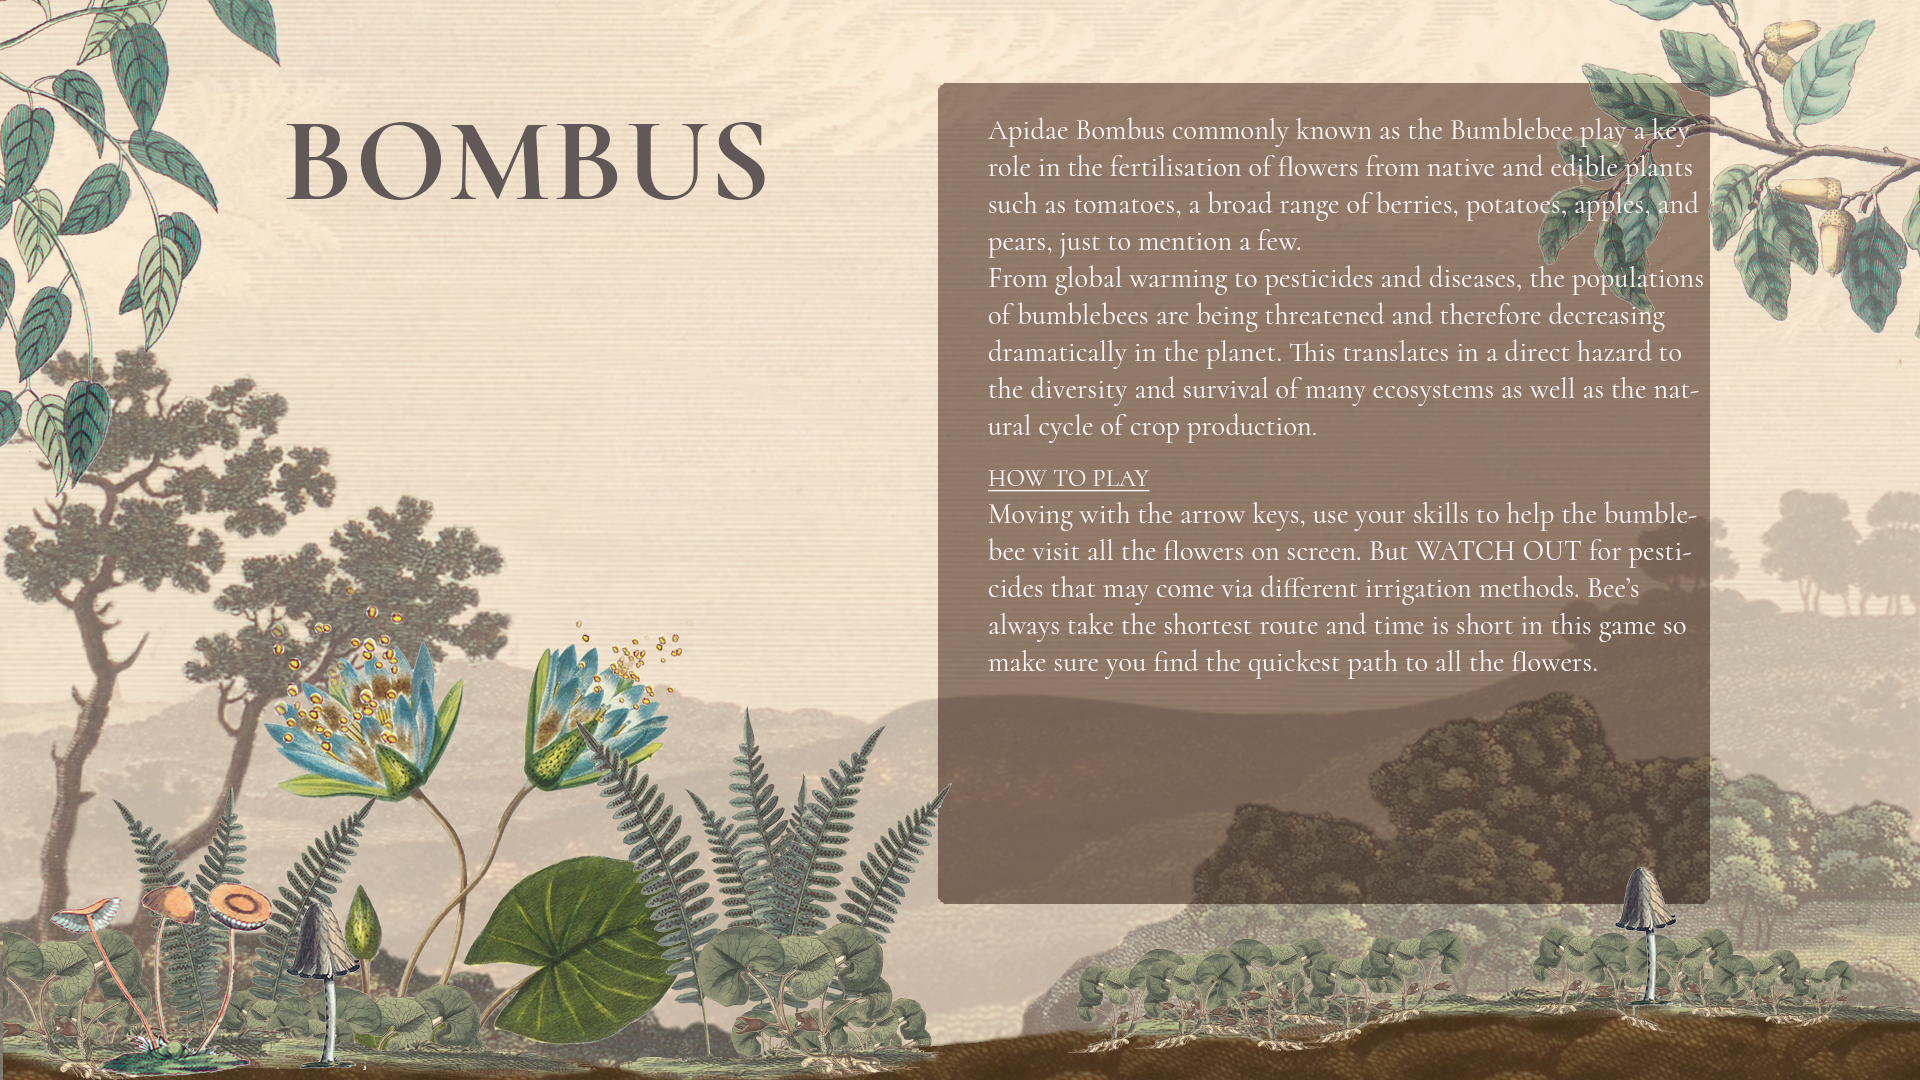 BOMBUS
Apidae Bombus commonly known as the Bumblebee play a key
role in the fertilisation of flowers from native and edible plants
such as tomatoes, a broad range of berries, potatoes, apples, and
pears, just to mention a few.
From global warming to pesticides and diseases, the populations
of bumblebees are being threatened and therefore decreasing
dramatically in the planet. This translates in a direct hazard to
the diversity and survival of many ecosystems as well as the nat-
ural cycle of crop production.
HOW TO PLAY
Moving with the arrow keys, use your skills to help the bumble-
bee visit all the flowers on screen. But WATCH OUT for pesti-
cides that may come via different irrigation methods. Bee’s
always take the shortest route and time is short in this game so
make sure you find the quickest path to all the flowers.